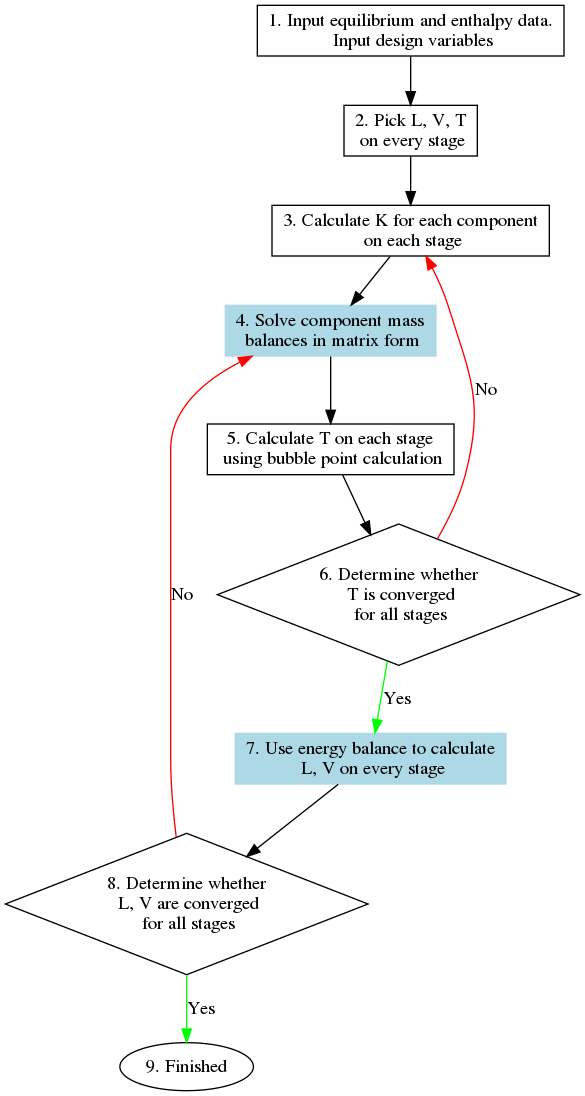 1. Input equilibrium and enthalpy data.
Input design variables
2. Pick L, V, T
on every stage
3. Calculate K for each component
on each stage
4. Solve component mass
balances in matrix form
No
5. Calculate T on each stage
using bubble point calculation
6. Determine whether
T is converged
for all stages
No
Yes
7. Use energy balance to calculate
L, V on every stage
8. Determine whether
L, V are converged
for all stages
Yes
9. Finished